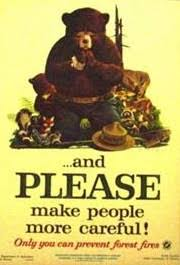 ...and
PLEASE
make people
more careful!
Only you can prevent forest fires